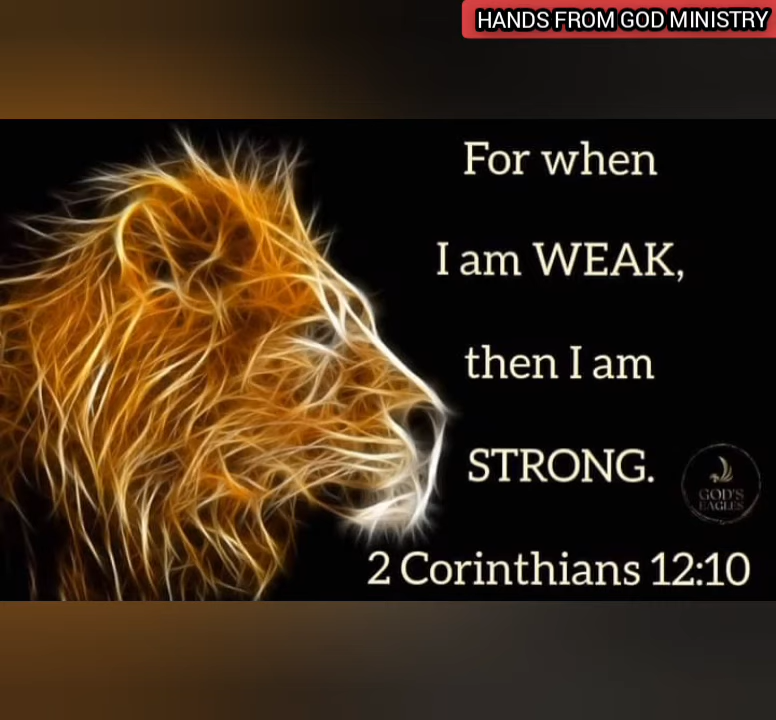 HANDS FROM GOD MINISTRY
For when
I am WEAK,
then I am
STRONG.
GOD'S
EAGLES
2 Corinthians 12:10